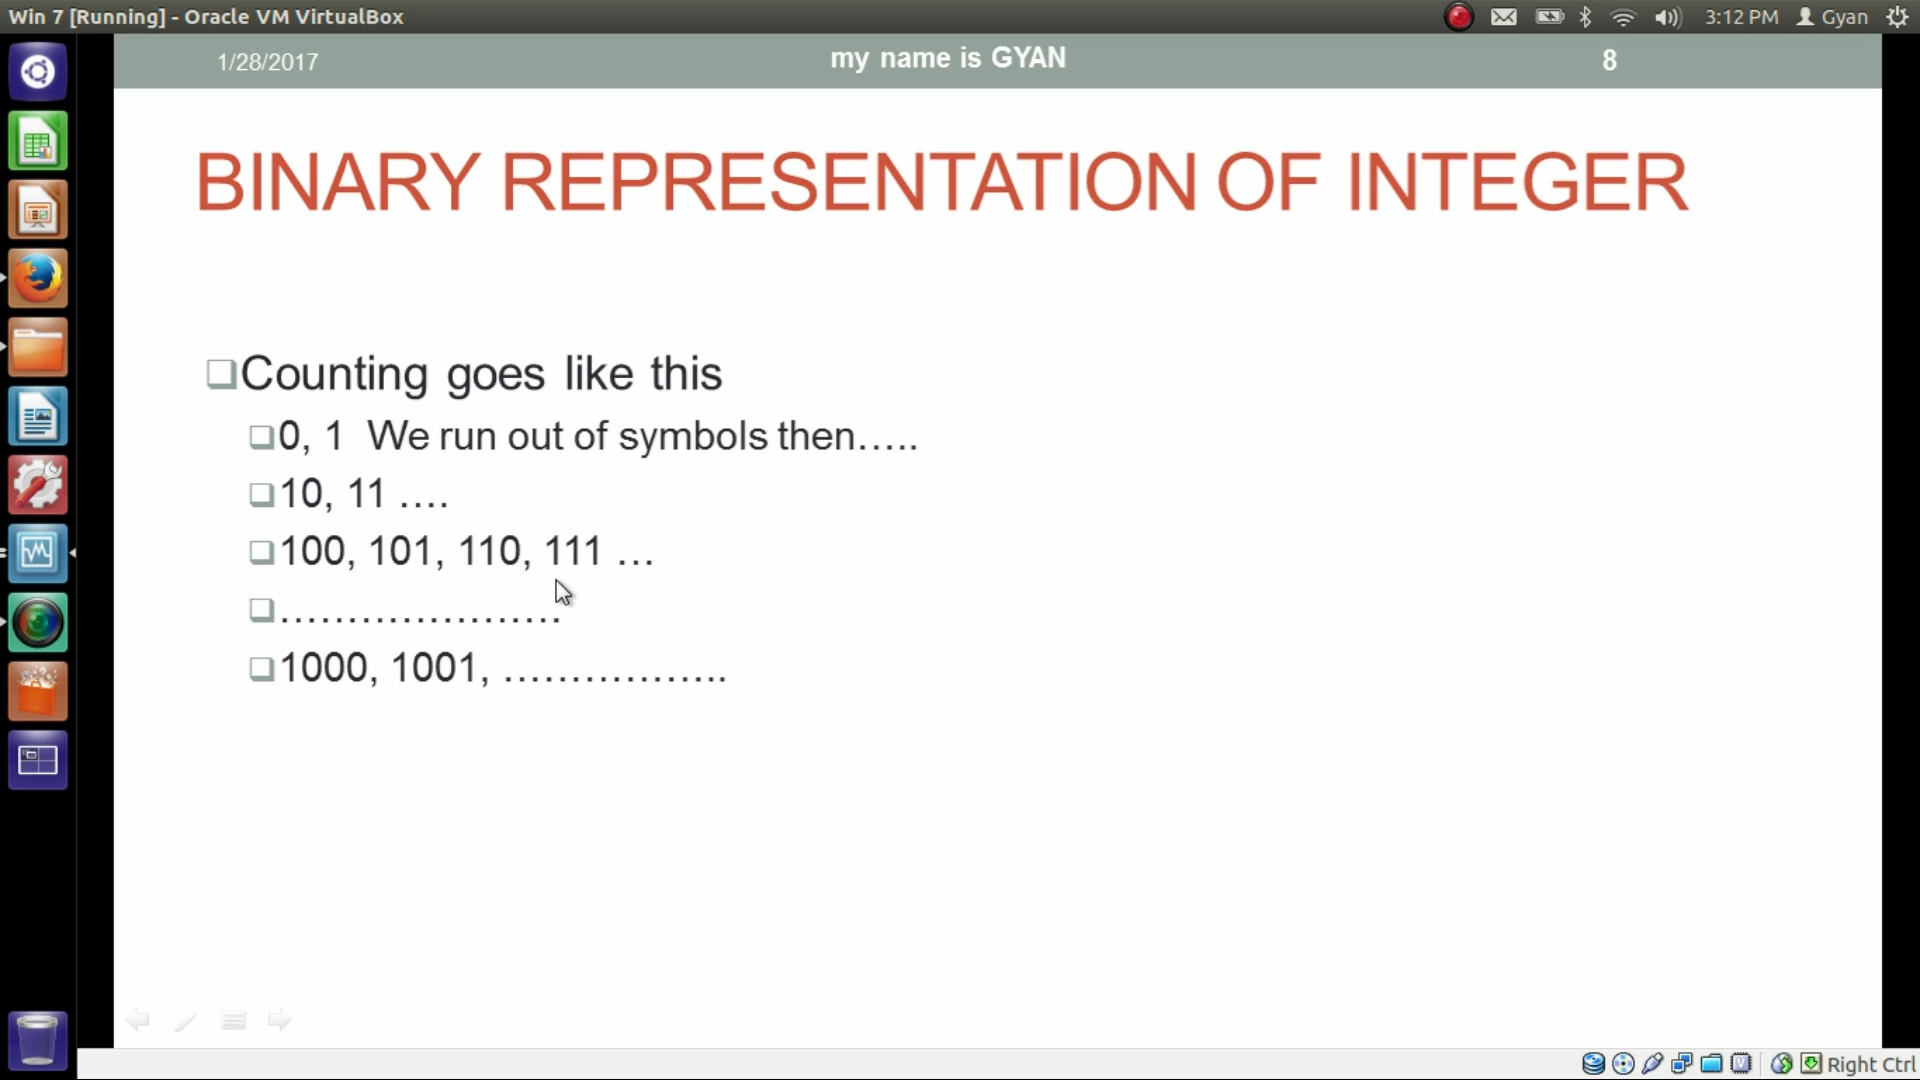 Win 7 [Running] - Oracle VM VirtualBox
3:12 PM Gyan
1/28/2017 my name is GYAN 8
BINARY REPRESENTATION OF INTEGER
Counting goes like this
0, 1 We run out of symbols then…..
10, 11 ….
100, 101, 110, 111 …
…………………
1000, 1001, ……………..
Right Ctrl